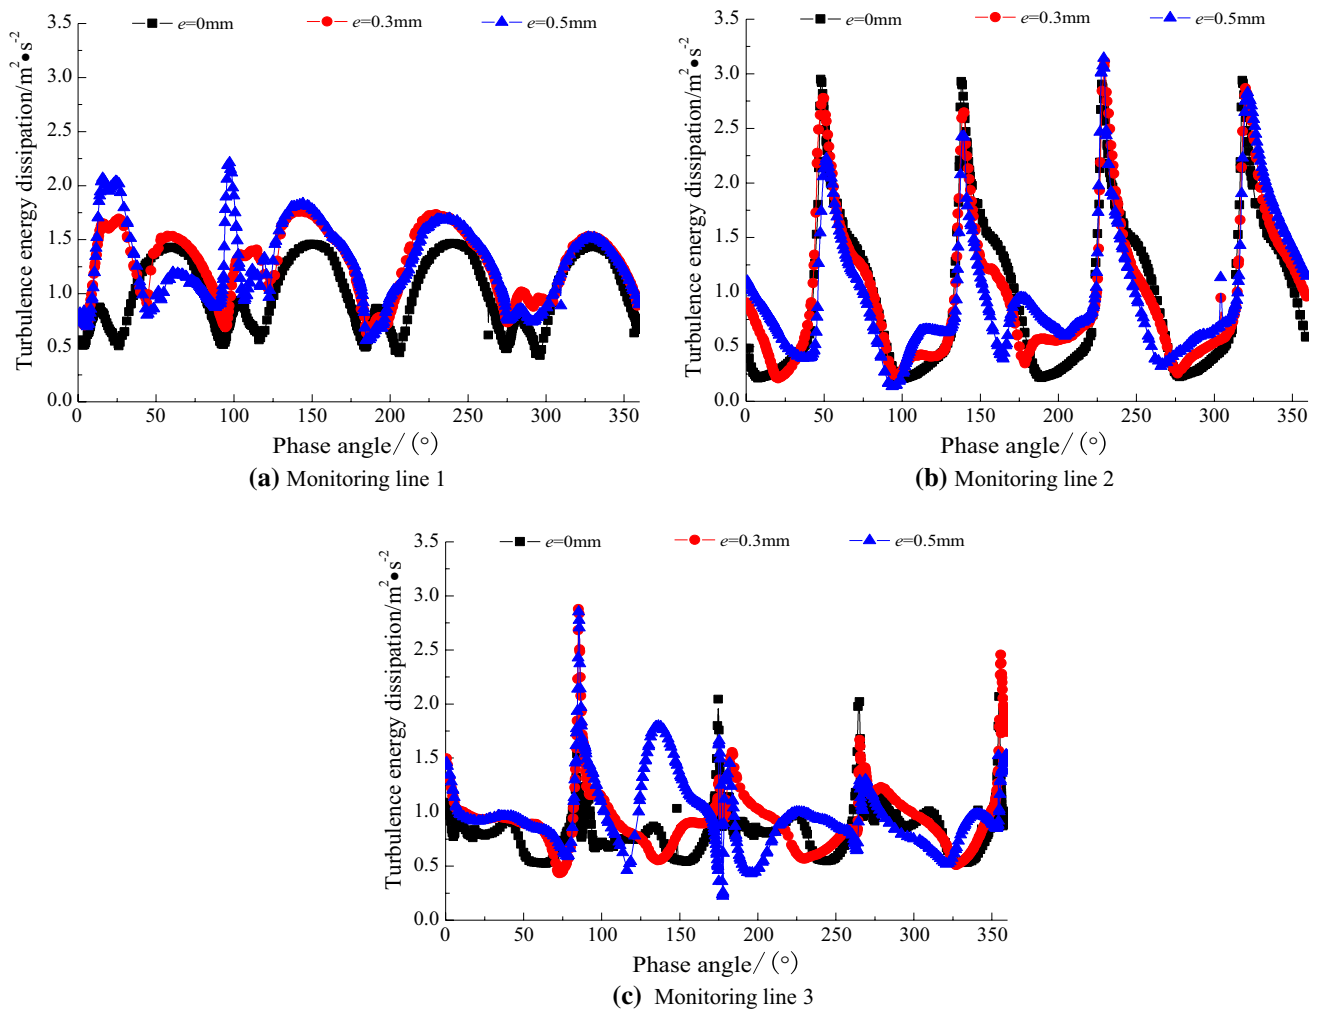 e=0mm e=0.3mm e=0.5mm
3.5
3.0
2.5
2.0
1.5
1.0
0.5
0.0
Turbulence energy dissipation/m²•s⁻²
0 50 100 150 200 250 300 350
Phase angle/ (°)
(a) Monitoring line 1
e=0mm e=0.3mm e=0.5mm
3.5
3.0
2.5
2.0
1.5
1.0
0.5
0.0
Turbulence energy dissipation/m²•s⁻²
0 50 100 150 200 250 300 350
Phase angle/ (°)
(b) Monitoring line 2
e=0mm e=0.3mm e=0.5mm
3.5
3.0
2.5
2.0
1.5
1.0
0.5
0.0
Turbulence energy dissipation/m²•s⁻²
0 50 100 150 200 250 300 350
Phase angle/ (°)
(c) Monitoring line 3